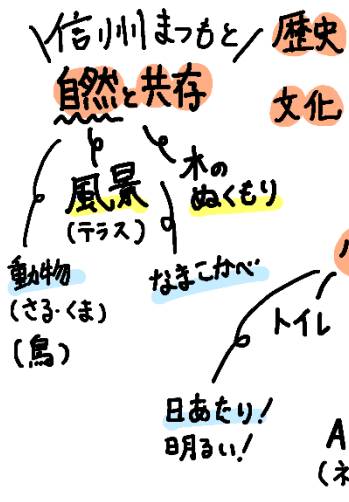 \信州まつもと/
自然と共存
歴史
文化
風景
(テラス)
木の
ぬくもり
動物
(さる・くま)
(鳥)
なまこかべ
トイレ
日あたり!
明るい!
A